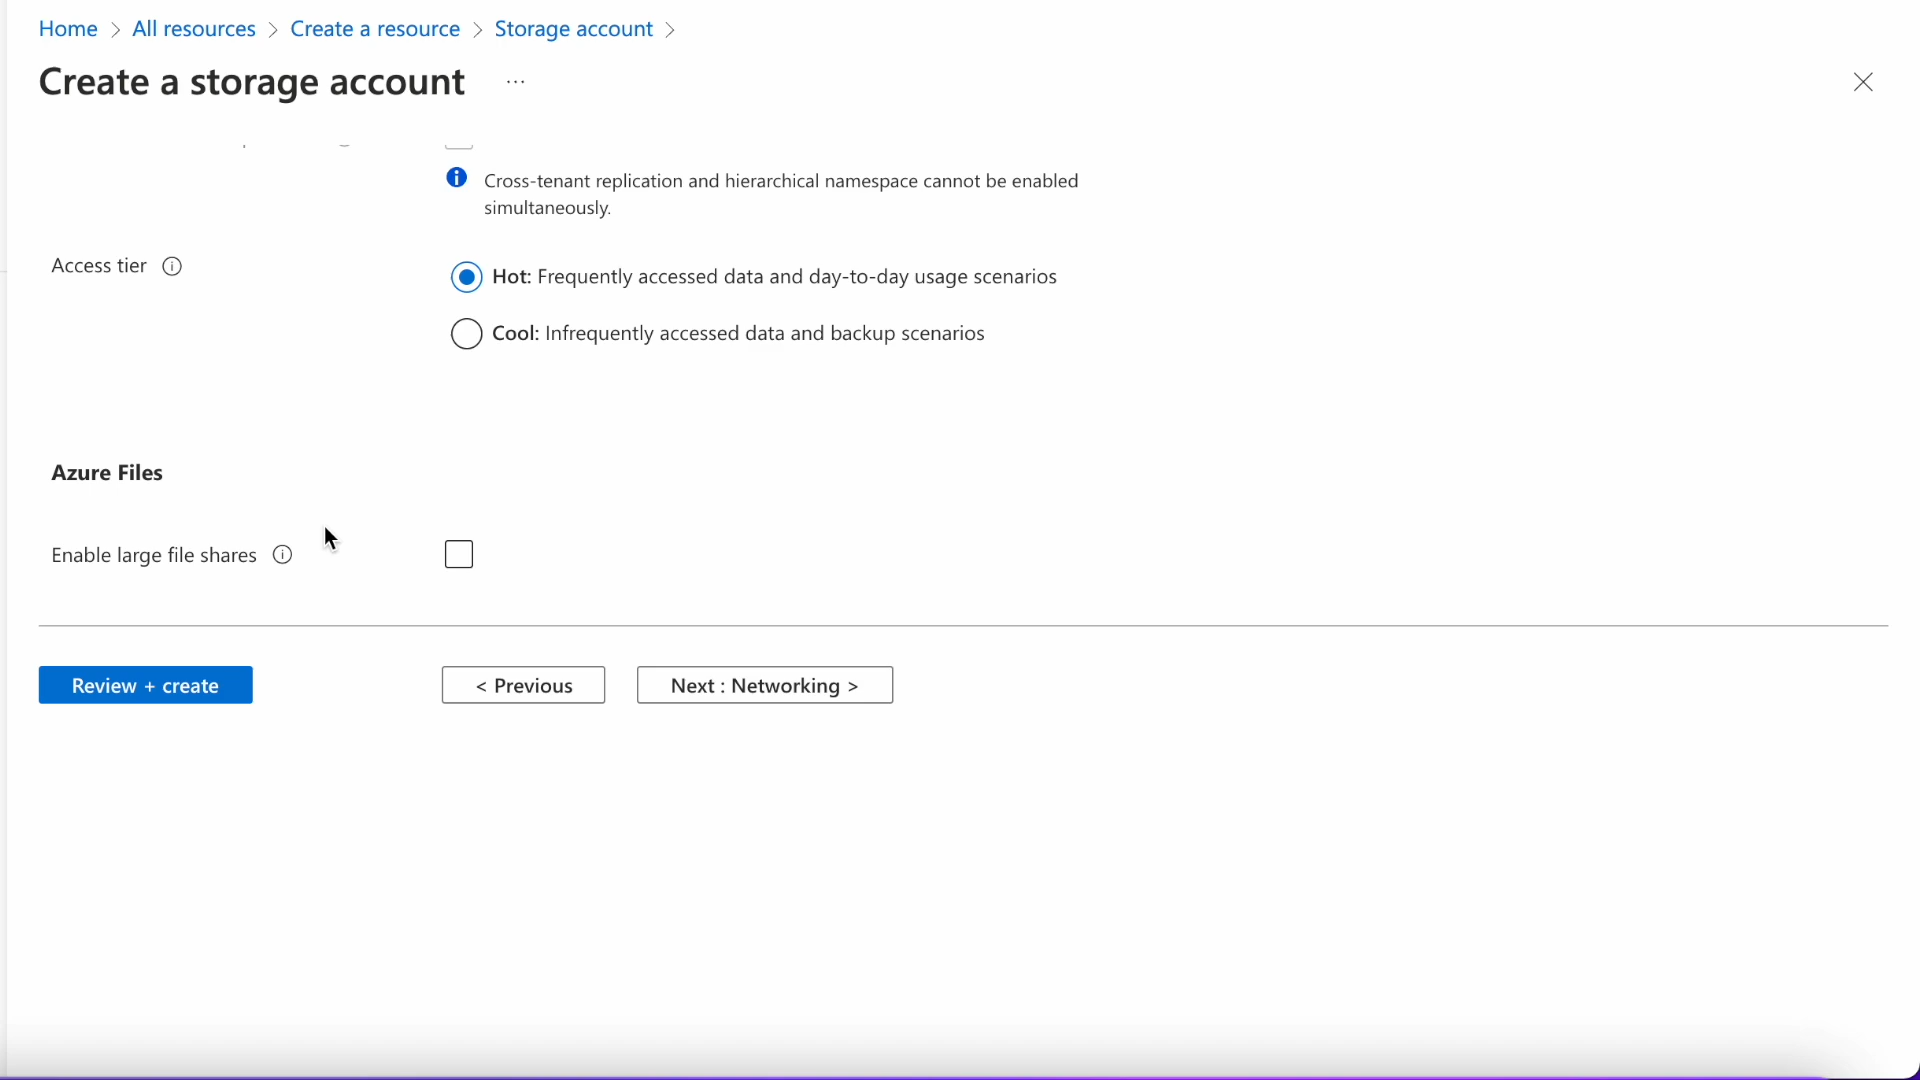 Home > All resources > Create a resource > Storage account >
Create a storage account ...
Cross-tenant replication and hierarchical namespace cannot be enabled
simultaneously.
Access tier
Hot: Frequently accessed data and day-to-day usage scenarios
Cool: Infrequently accessed data and backup scenarios
Azure Files
Enable large file shares
Review + create
< Previous
Next : Networking >